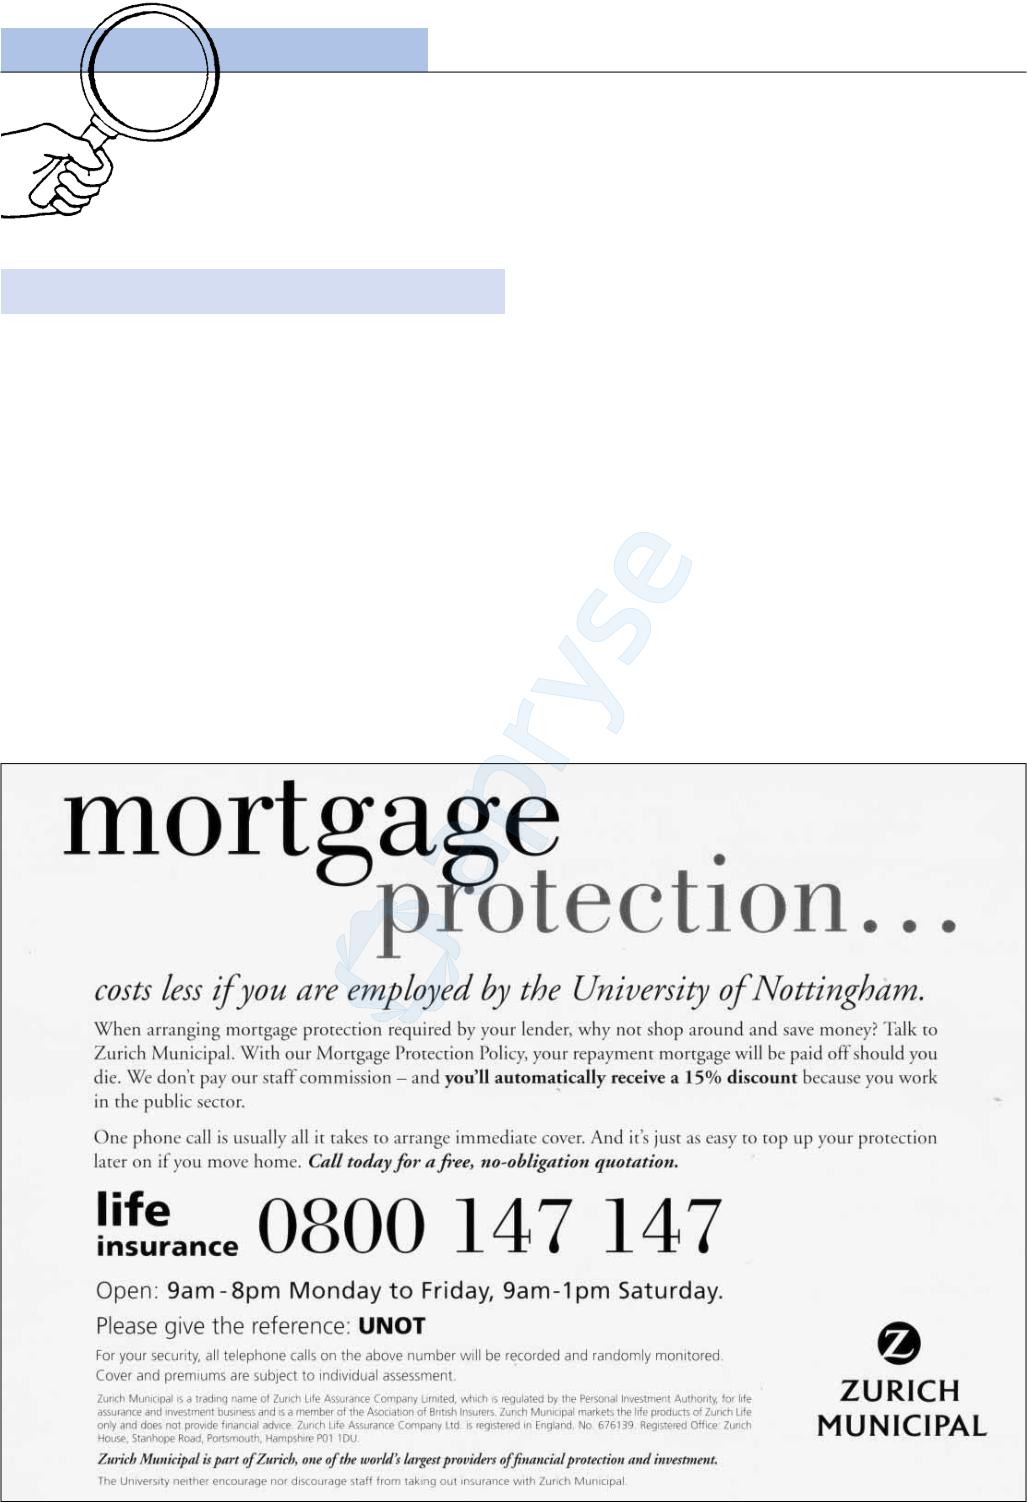 mortgage
protection...
costs less if you are employed by the University of Nottingham.
When arranging mortgage protection required by your lender, why not shop around and save money? Talk to
Zurich Municipal. With our Mortgage Protection Policy, your repayment mortgage will be paid off should you
die. We don't pay our staff commission – and you'll automatically receive a 15% discount because you work
in the public sector.
One phone call is usually all it takes to arrange immediate cover. And it's just as easy to top up your protection
later on if you move home. Call today for a free, no-obligation quotation.
life
insurance 0800 147 147
Open: 9am - 8pm Monday to Friday, 9am-1pm Saturday.
Please give the reference: UNOT
For your security, all telephone calls on the above number will be recorded and randomly monitored.
Cover and premiums are subject to individual assessment.
Zurich Municipal is a trading name of Zurich Life Assurance Company Limited, which is regulated by the Personal Investment Authority, for life
assurance and investment business and is a member of the Asociation of British Insurers. Zurich Municipal markets the life products of Zurich Life
only and does not provide financial advice. Zurich Life Assurance Company Ltd. is registered in England. No. 676139. Registered Office: Zurich
House, Stanhope Road, Portsmouth, Hampshire PO1 1DU.
Zurich Municipal is part of Zurich, one of the world's largest providers of financial protection and investment.
The University neither encourage nor discourage staff from taking out insurance with Zurich Municipal.
Z
ZURICH
MUNICIPAL
apryse